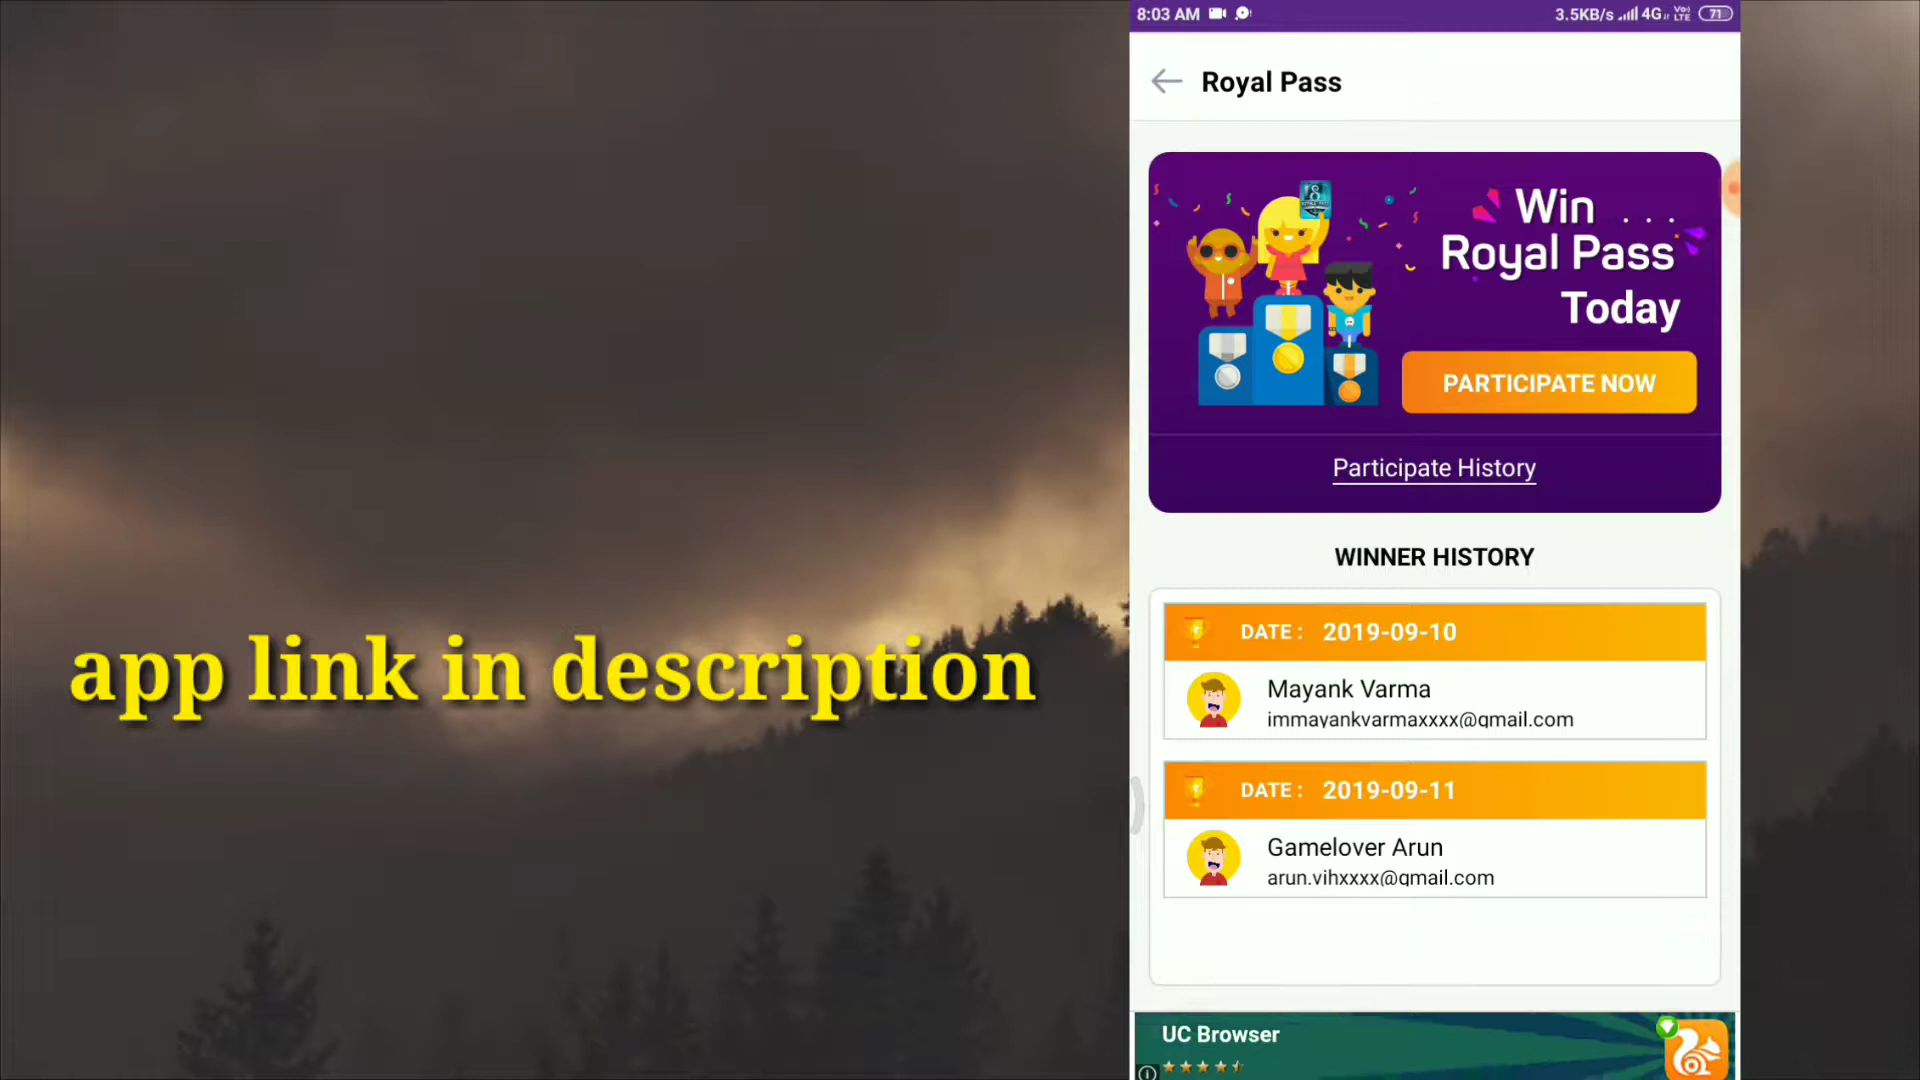 8:03 AM
3.5KB/s 4G Vo) LTE 71
Royal Pass
Win
Royal Pass
Today
PARTICIPATE NOW
Participate History
WINNER HISTORY
DATE : 2019-09-10
Mayank Varma
immayankvarmaxxxx@gmail.com
DATE : 2019-09-11
Gamelover Arun
arun.vihxxxx@gmail.com
app link in description
UC Browser